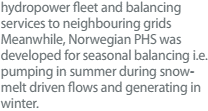 hydropower fleet and balancing
services to neighbouring grids
Meanwhile, Norwegian PHS was
developed for seasonal balancing i.e.
pumping in summer during snow-
melt driven flows and generating in
winter.